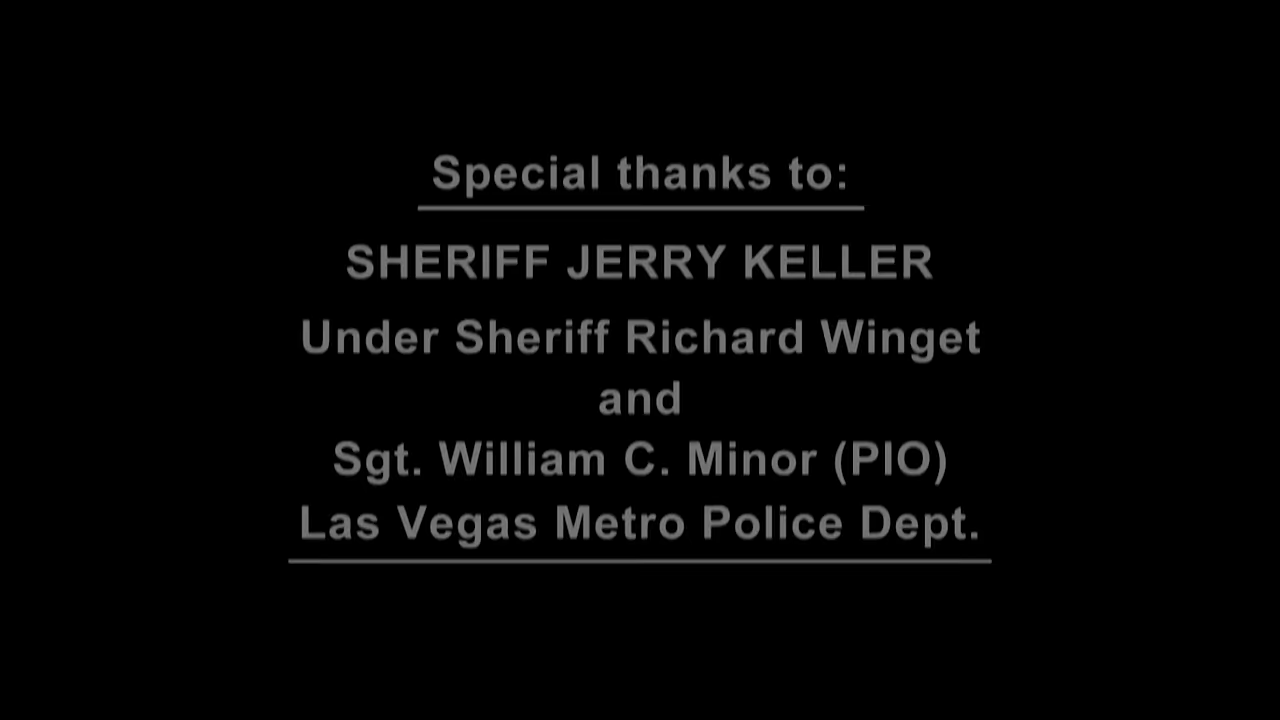 Special thanks to:
SHERIFF JERRY KELLER
Under Sheriff Richard Winget
and
Sgt. William C. Minor (PIO)
Las Vegas Metro Police Dept.